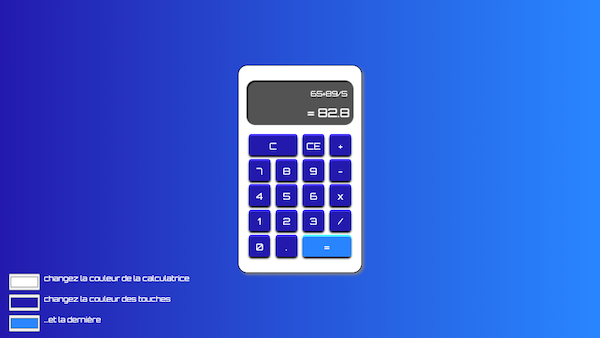 65+89/5
= 82.8
C CE +
7 8 9 -
4 5 6 x
1 2 3 /
0 . =
changez la couleur de la calculatrice
changez la couleur des touches
...et la dernière